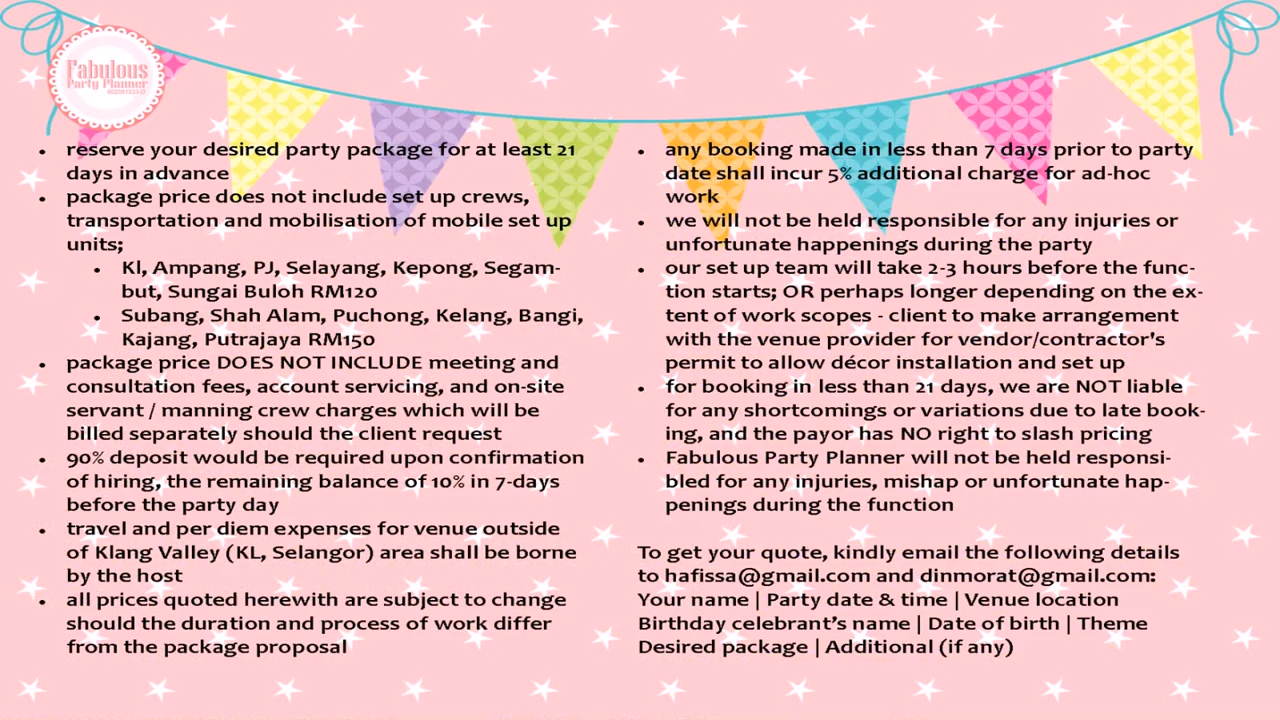 Fabulous
Party Planner
reserve your desired party package for at least 21
days in advance
package price does not include set up crews,
transportation and mobilisation of mobile set up
units;
Kl, Ampang, PJ, Selayang, Kepong, Segam-
but, Sungai Buloh RM120
Subang, Shah Alam, Puchong, Kelang, Bangi,
Kajang, Putrajaya RM150
package price DOES NOT INCLUDE meeting and
consultation fees, account servicing, and on-site
servant / manning crew charges which will be
billed separately should the client request
90% deposit would be required upon confirmation
of hiring, the remaining balance of 10% in 7-days
before the party day
travel and per diem expenses for venue outside
of Klang Valley (KL, Selangor) area shall be borne
by the host
all prices quoted herewith are subject to change
should the duration and process of work differ
from the package proposal
any booking made in less than 7 days prior to party
date shall incur 5% additional charge for ad-hoc
work
we will not be held responsible for any injuries or
unfortunate happenings during the party
our set up team will take 2-3 hours before the func-
tion starts; OR perhaps longer depending on the ex-
tent of work scopes - client to make arrangement
with the venue provider for vendor/contractor's
permit to allow décor installation and set up
for booking in less than 21 days, we are NOT liable
for any shortcomings or variations due to late book-
ing, and the payor has NO right to slash pricing
Fabulous Party Planner will not be held responsi-
bled for any injuries, mishap or unfortunate hap-
penings during the function
To get your quote, kindly email the following details
to hafissa@gmail.com and dinmorat@gmail.com:
Your name | Party date & time | Venue location
Birthday celebrant’s name | Date of birth | Theme
Desired package | Additional (if any)